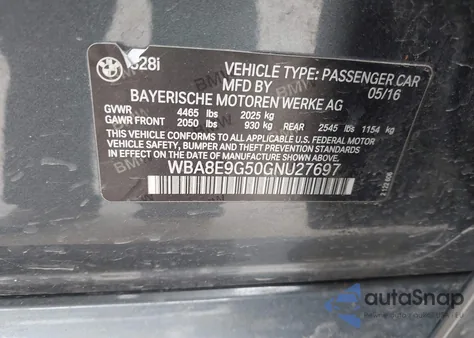 328i
VEHICLE TYPE: PASSENGER CAR
MFD BY 05/16
BAYERISCHE MOTOREN WERKE AG
GVWR 4465 lbs 2025 kg
GAWR FRONT 2050 lbs 930 kg REAR 2545 lbs 1154 kg
THIS VEHICLE CONFORMS TO ALL APPLICABLE U.S. FEDERAL MOTOR
VEHICLE SAFETY, BUMPER, AND THEFT PREVENTION STANDARDS IN
EFFECT ON THE DATE OF MANUFACTURE SHOWN ABOVE.
WBA8E9G50GNU27697
autoSnap